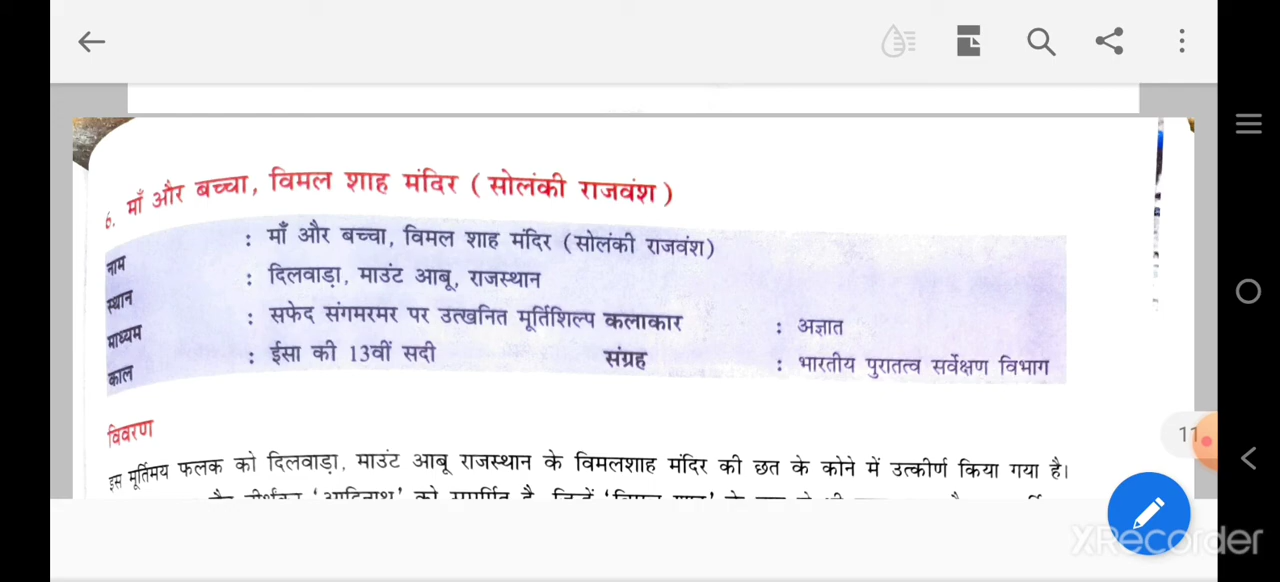 6. माँ और बच्चा, विमल शाह मंदिर (सोलंकी राजवंश)
नाम : माँ और बच्चा, विमल शाह मंदिर (सोलंकी राजवंश)
स्थान : दिलवाड़ा, माउंट आबू, राजस्थान
माध्यम : सफेद संगमरमर पर उत्खनित मूर्तिशिल्प कलाकार : अज्ञात
काल : ईसा की 13वीं सदी संग्रह : भारतीय पुरातत्व सर्वेक्षण विभाग
विवरण
इस मूर्तिमय फलक को दिलवाड़ा, माउंट आबू राजस्थान के विमलशाह मंदिर की छत के कोने में उत्कीर्ण किया गया है।
11
XRecorder